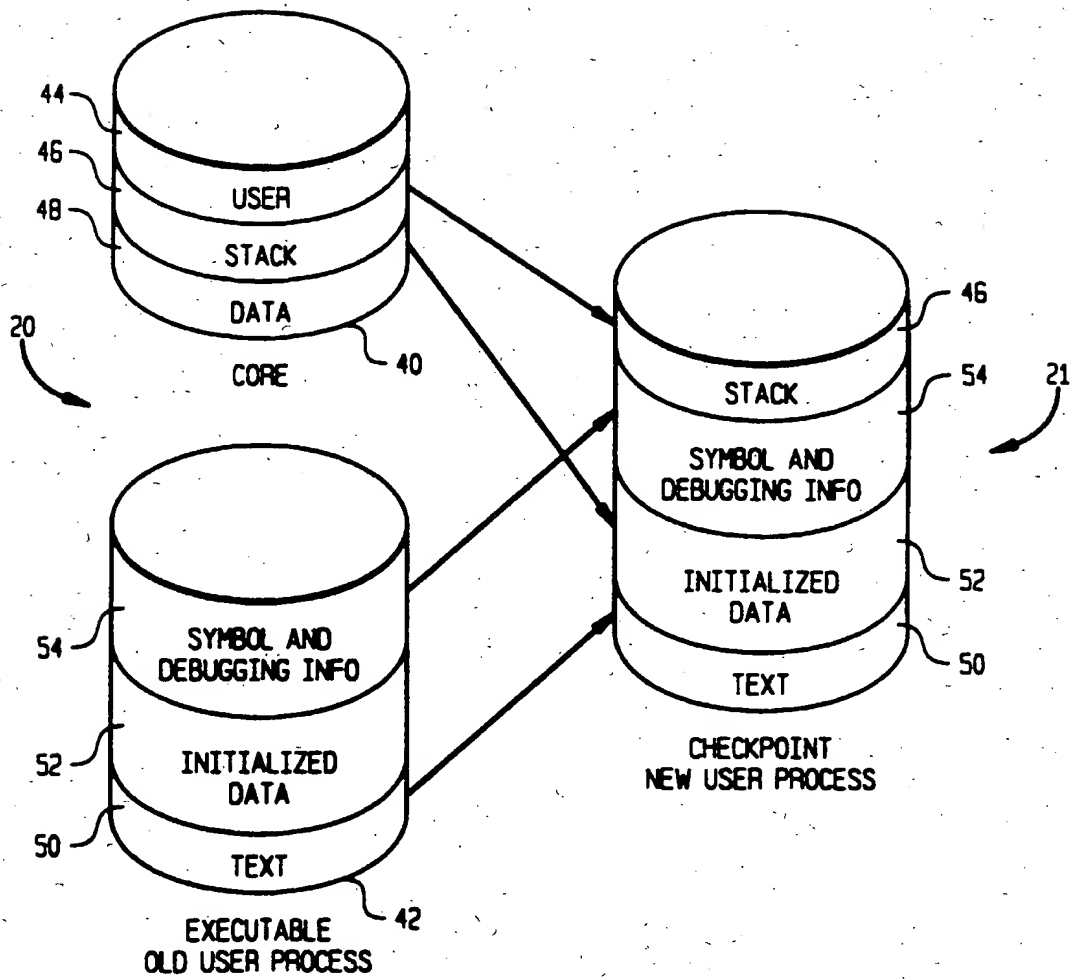 44
46
48
USER
STACK
DATA
40
CORE
20
46
54
21
STACK
SYMBOL AND
DEBUGGING INFO
52
INITIALIZED
DATA
50
TEXT
CHECKPOINT
NEW USER PROCESS
54
SYMBOL AND
DEBUGGING INFO
52
INITIALIZED
DATA
50
TEXT
42
EXECUTABLE
OLD USER PROCESS